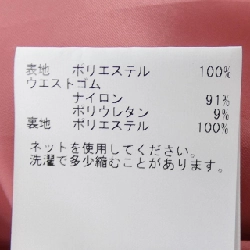 表地　ポリエステル　100%
ウエストゴム
ナイロン　91%
ポリウレタン　9%
裏地　ポリエステル　100%
ネットを使用してください。
洗濯で多少縮むことがあります。